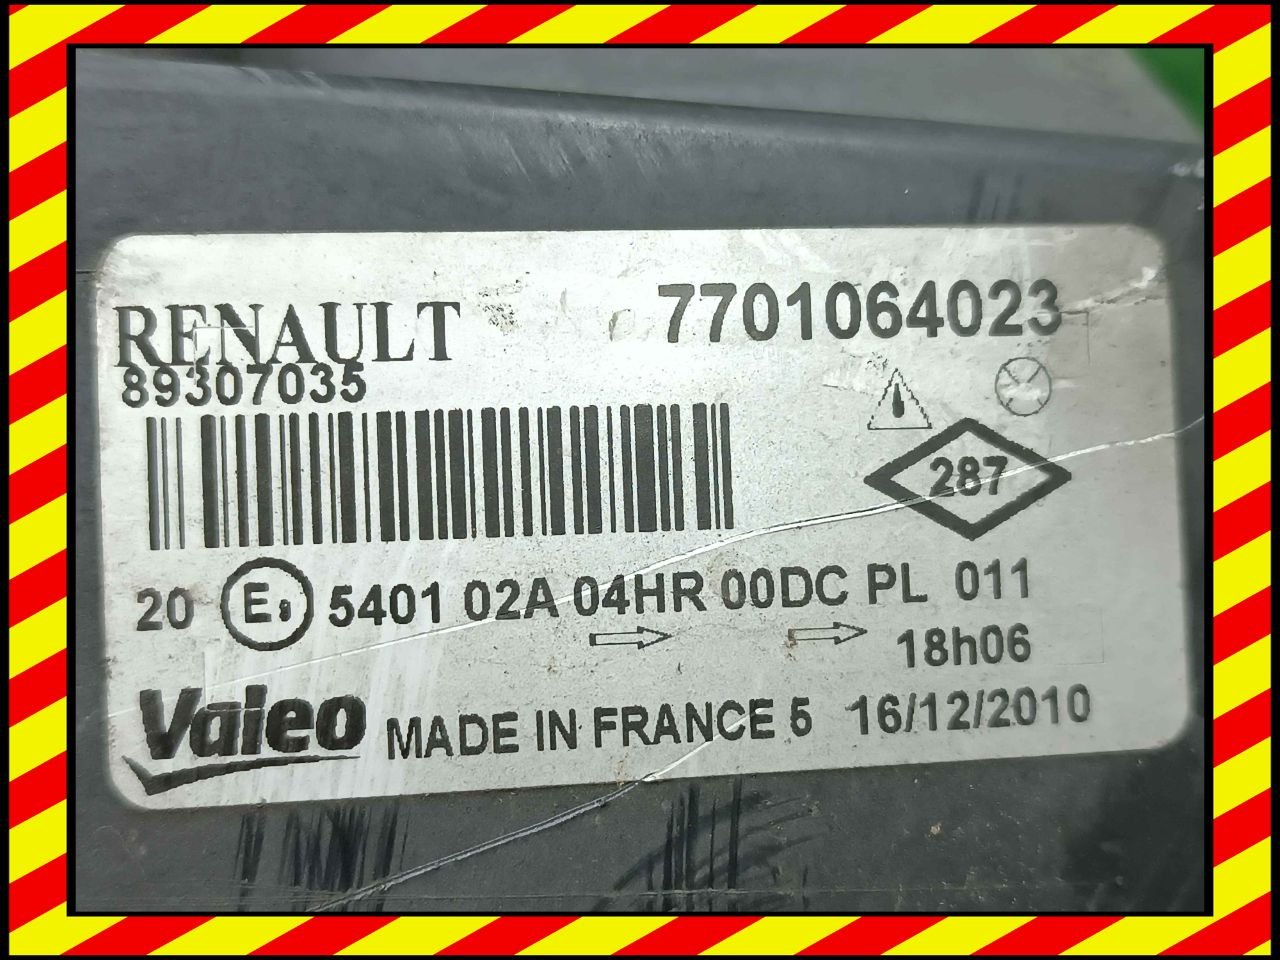 RENAULT 7701064023
89307035
287
20 E9 5401 02A 04HR 00DC PL 011
18h06
Valeo MADE IN FRANCE 5 16/12/2010